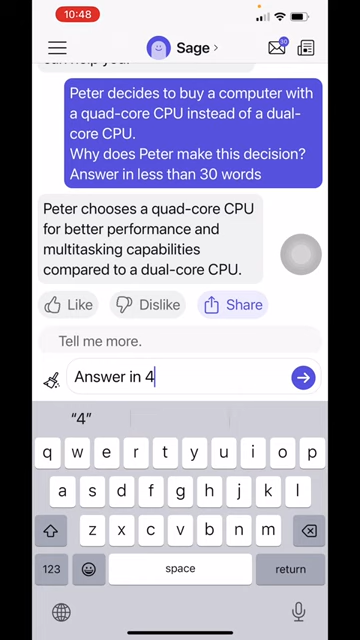 10:48
Sage
Peter decides to buy a computer with
a quad-core CPU instead of a dual-
core CPU.
Why does Peter make this decision?
Answer in less than 30 words
Peter chooses a quad-core CPU
for better performance and
multitasking capabilities
compared to a dual-core CPU.
Like
Dislike
Share
Tell me more.
Answer in 4
“4”
q w e r t y u i o p
a s d f g h j k l
z x c v b n m
123 space return